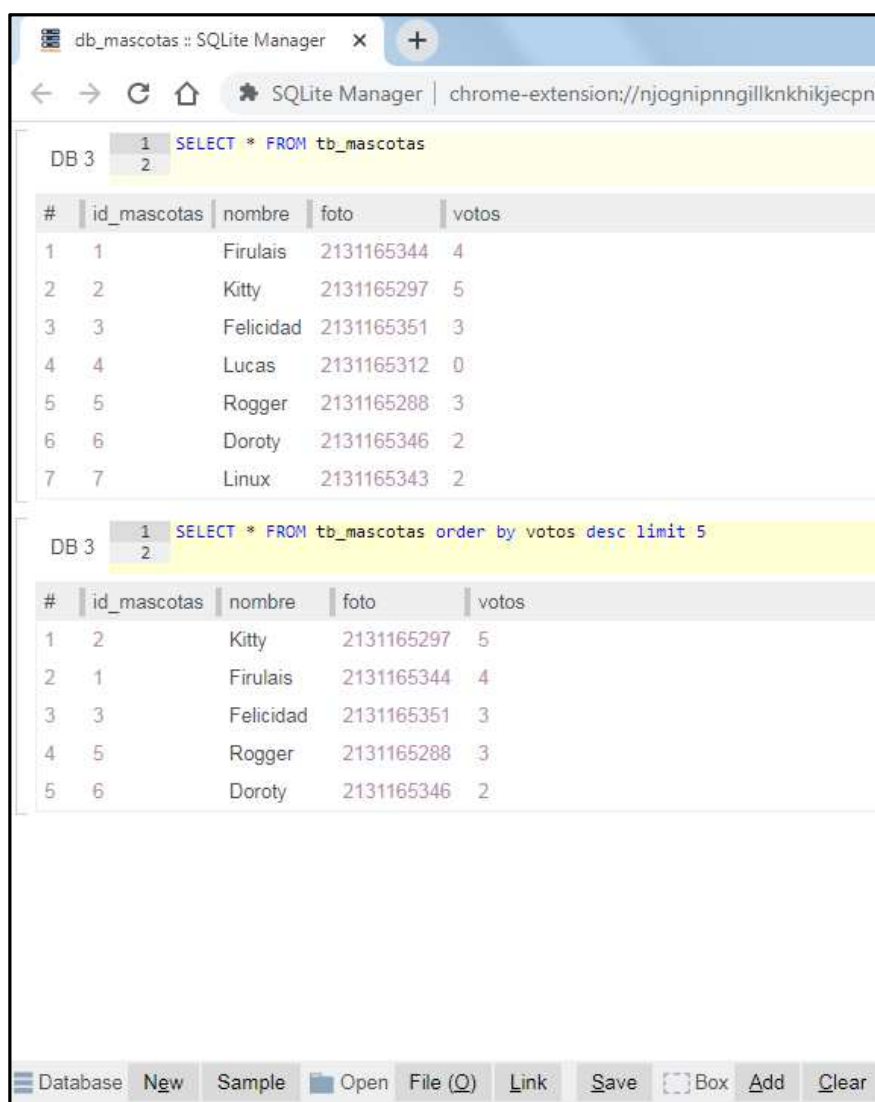 db_mascotas :: SQLite Manager × +
SQLite Manager | chrome-extension://njognipnngillknkhikjecpn
DB 3 1 SELECT * FROM tb_mascotas
2
# id_mascotas nombre foto votos
1 1 Firulais 2131165344 4
2 2 Kitty 2131165297 5
3 3 Felicidad 2131165351 3
4 4 Lucas 2131165312 0
5 5 Rogger 2131165288 3
6 6 Doroty 2131165346 2
7 7 Linux 2131165343 2
DB 3 1 SELECT * FROM tb_mascotas order by votos desc limit 5
2
# id_mascotas nombre foto votos
1 2 Kitty 2131165297 5
2 1 Firulais 2131165344 4
3 3 Felicidad 2131165351 3
4 5 Rogger 2131165288 3
5 6 Doroty 2131165346 2
Database New Sample Open File (O) Link Save Box Add Clear